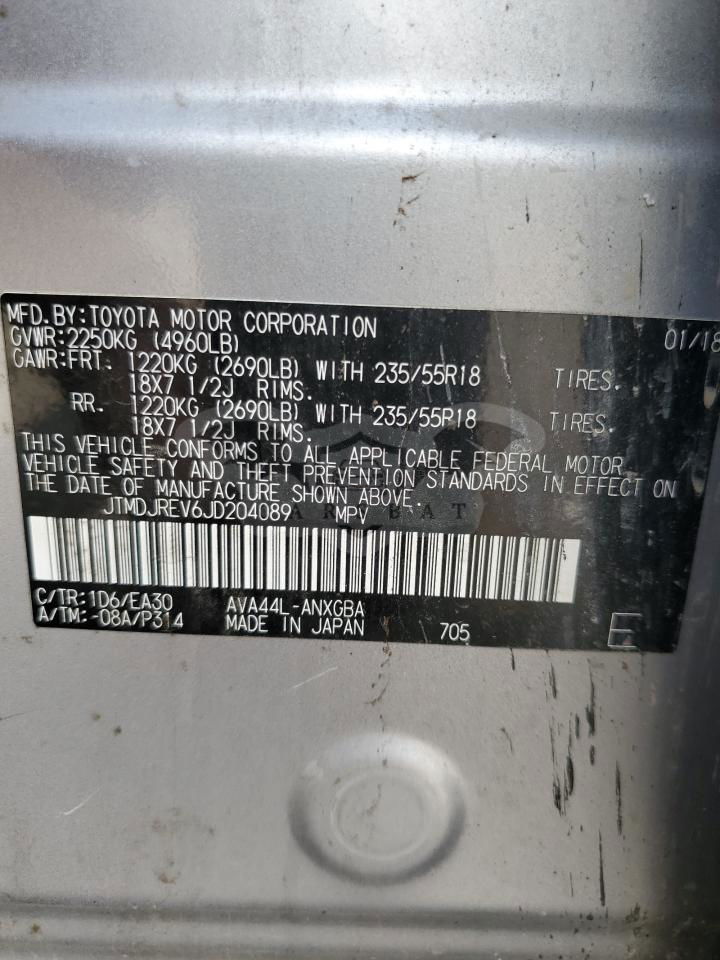 MFD.BY:TOYOTA MOTOR CORPORATION 01/18
GVWR:2250KG (4960LB)
GAWR:FRT. 1220KG (2690LB) WITH 235/55R18 TIRES.
18X7 1/2J RIMS.
RR. 1220KG (2690LB) WITH 235/55R18 TIRES.
18X7 1/2J RIMS.
THIS VEHICLE CONFORMS TO ALL APPLICABLE FEDERAL MOTOR
VEHICLE SAFETY AND THEFT PREVENTION STANDARDS IN EFFECT ON
THE DATE OF MANUFACTURE SHOWN ABOVE.
JTMDJREV6JD204089 MPV
C/TR:1D6/EA30 AVA44L-ANXGBA
A/TM:-08A/P314 MADE IN JAPAN 705 E